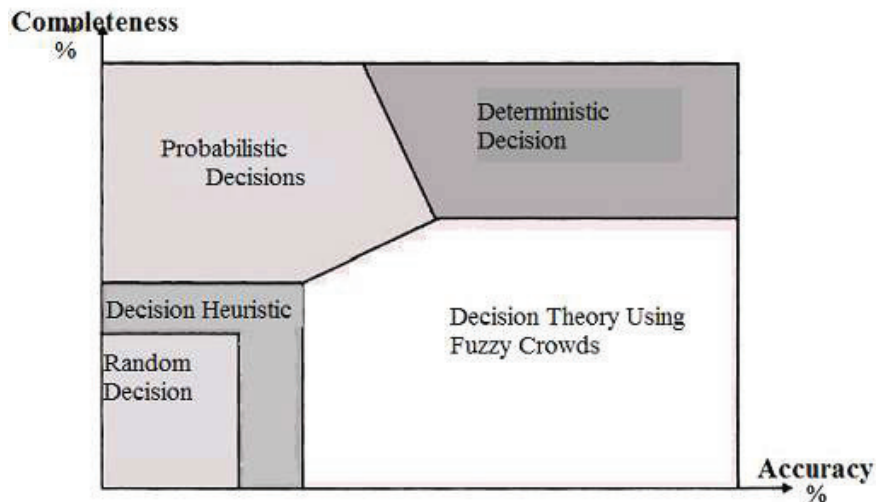 Completeness
%
Deterministic
Decision
Probabilistic
Decisions
Decision Heuristic
Decision Theory Using
Fuzzy Crowds
Random
Decision
Accuracy
%